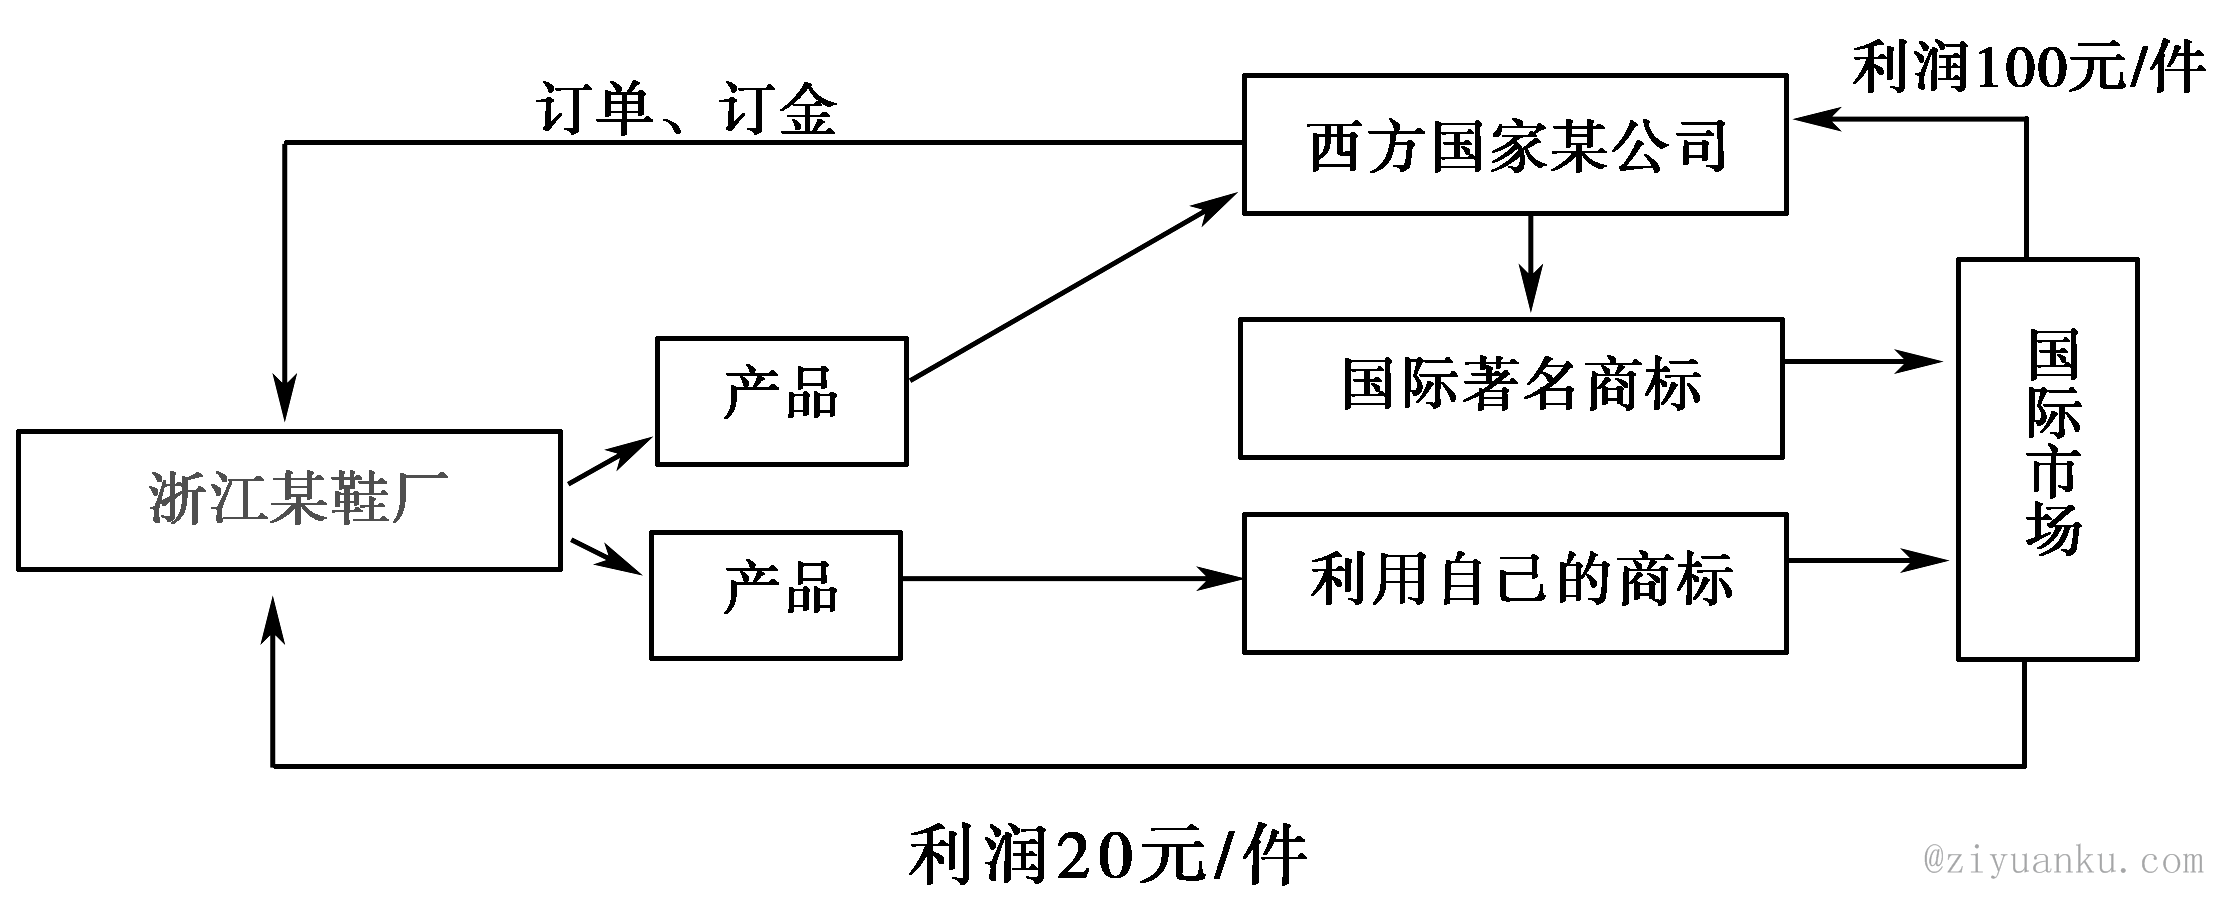 利润100元/件
订单、订金
西方国家某公司
产品
国际著名商标
国际市场
浙江某鞋厂
产品
利用自己的商标
利润20元/件
@ziyuanku.com